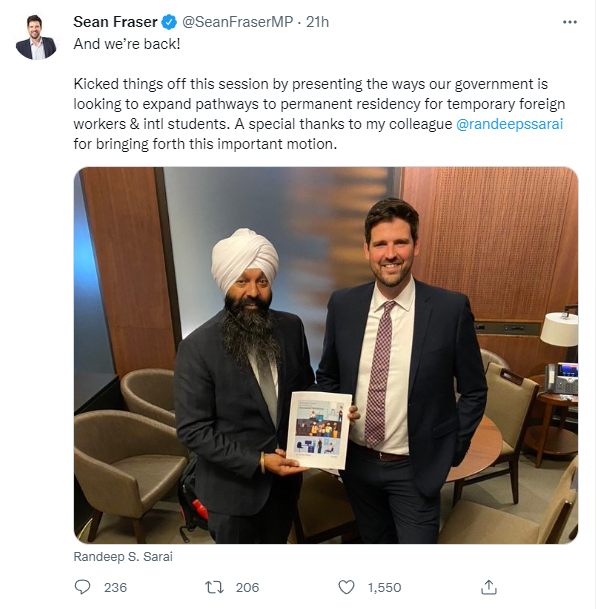 Sean Fraser @SeanFraserMP · 21h
And we’re back!
Kicked things off this session by presenting the ways our government is
looking to expand pathways to permanent residency for temporary foreign
workers & intl students. A special thanks to my colleague @randeepssarai
for bringing forth this important motion.
Randeep S. Sarai
236 206 1,550